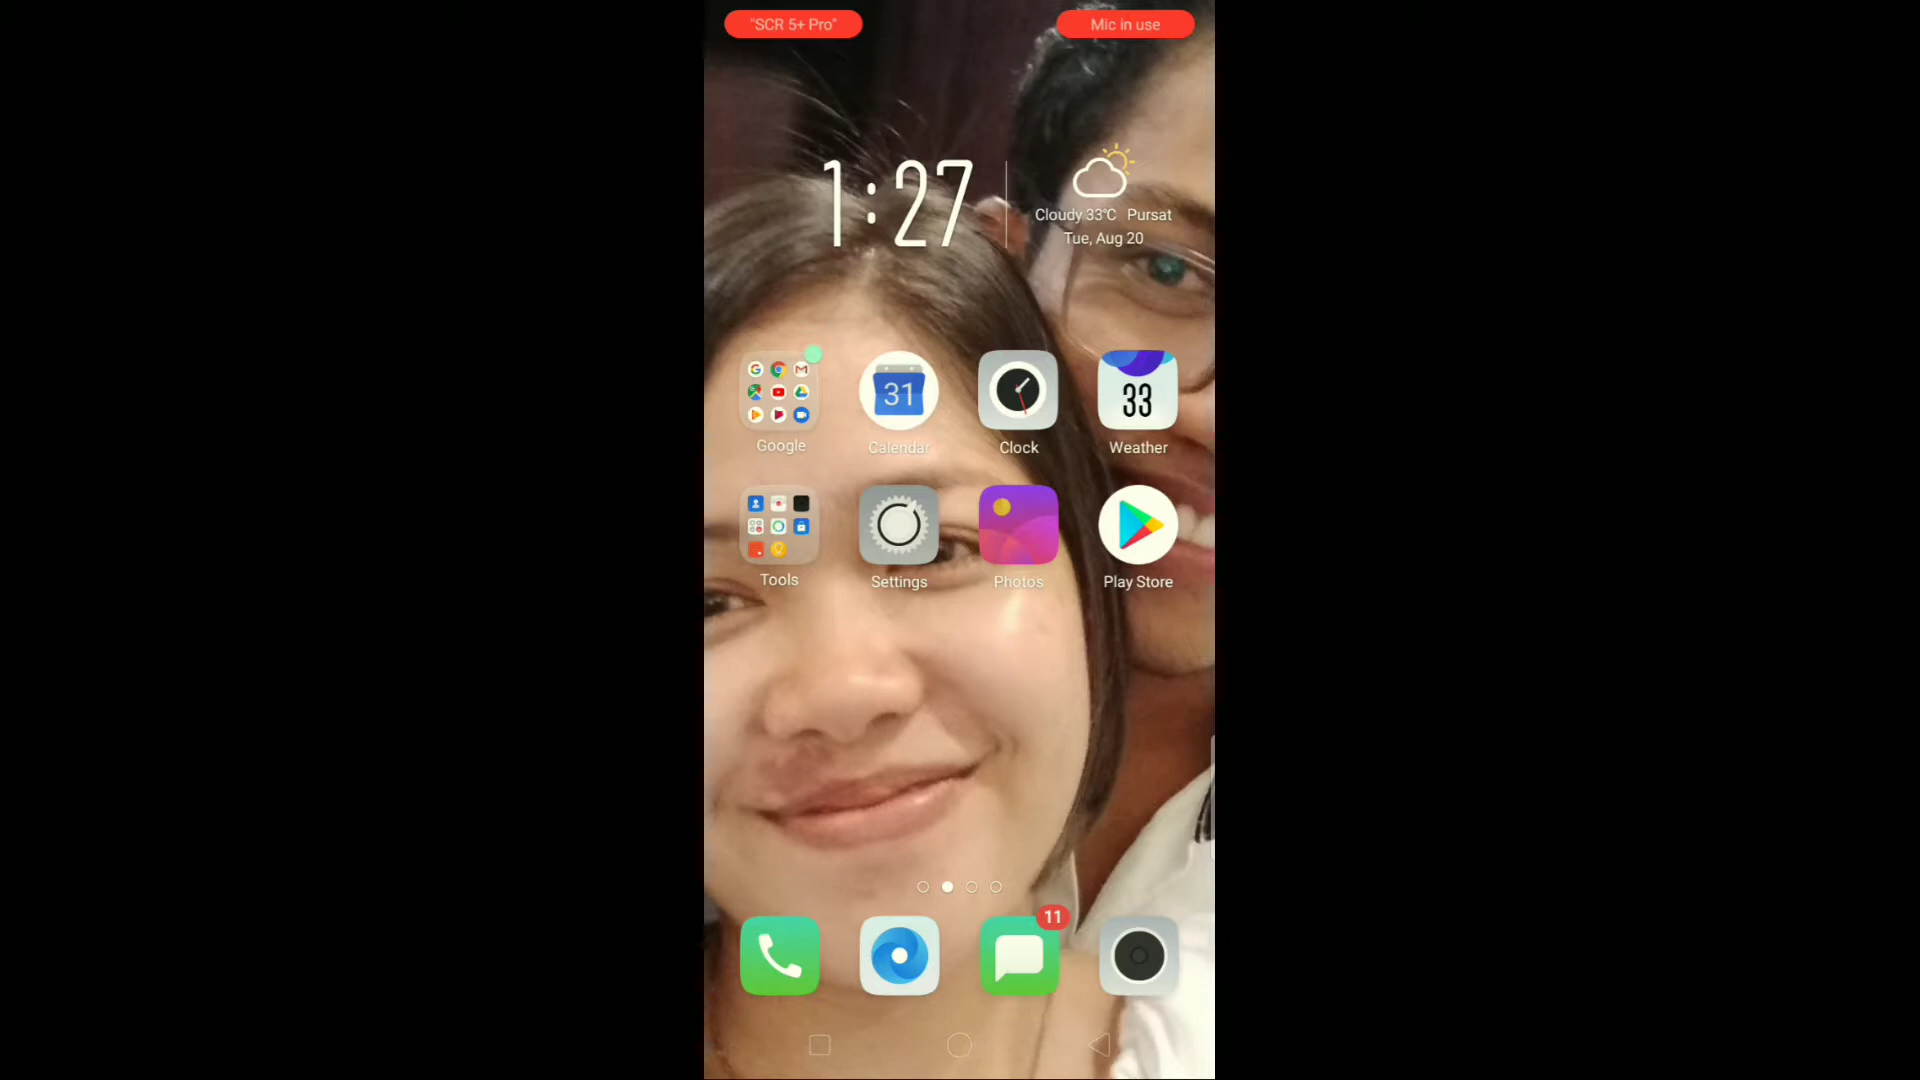 "SCR 5+ Pro"
Mic in use
1:27
Cloudy 33°C Pursat
Tue, Aug 20
31
33
Google
Calendar
Clock
Weather
Tools
Settings
Photos
Play Store
11